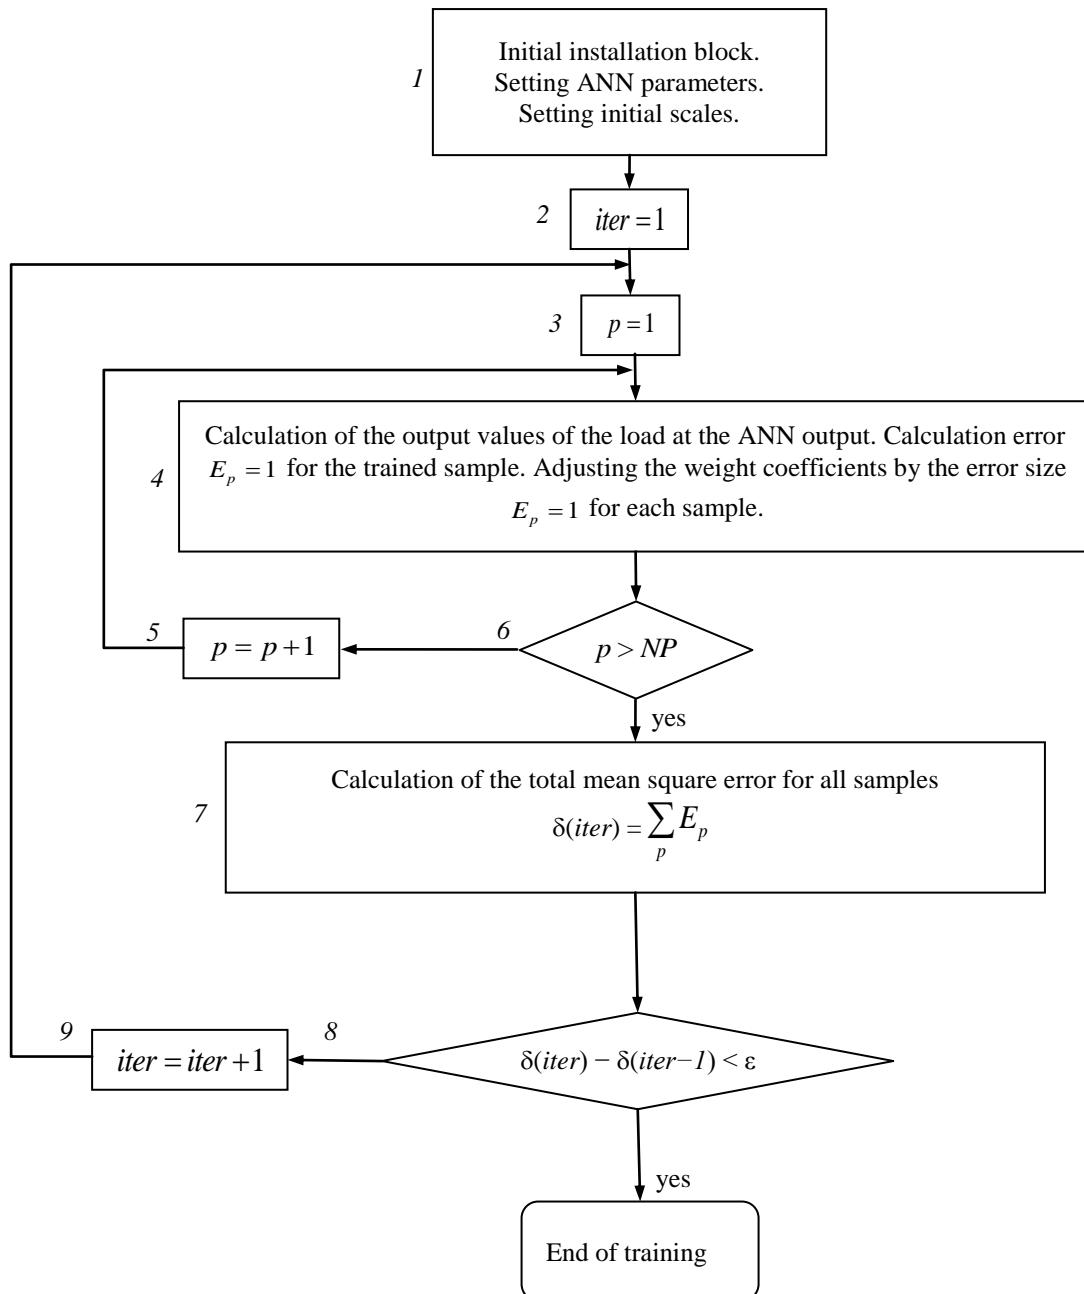 1
Initial installation block.
Setting ANN parameters.
Setting initial scales.
2
iter = 1
3
p = 1
4
Calculation of the output values of the load at the ANN output. Calculation error
E_p = 1 for the trained sample. Adjusting the weight coefficients by the error size
E_p = 1 for each sample.
5
p = p + 1
6
p > NP
yes
7
Calculation of the total mean square error for all samples
δ(iter) = ∑_p E_p
9
iter = iter + 1
8
δ(iter) − δ(iter−1) < ε
yes
End of training